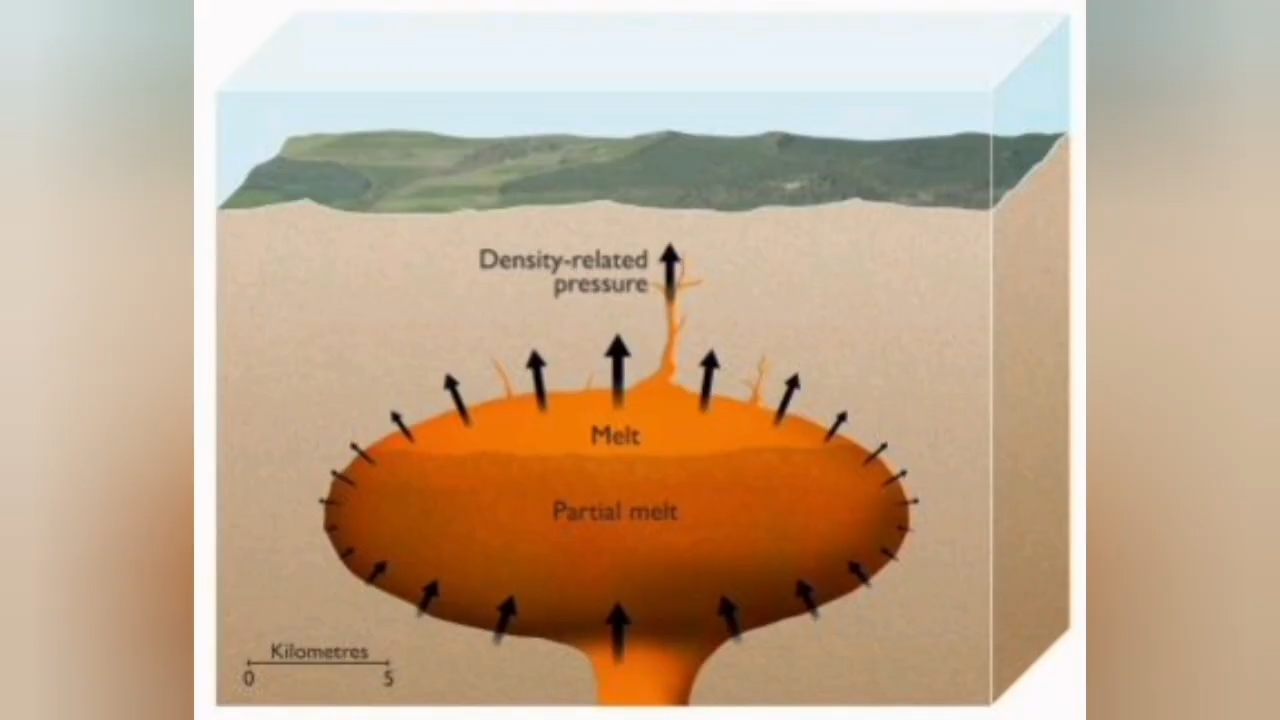 Density-related
pressure
Melt
Partial melt
Kilometres
0 5